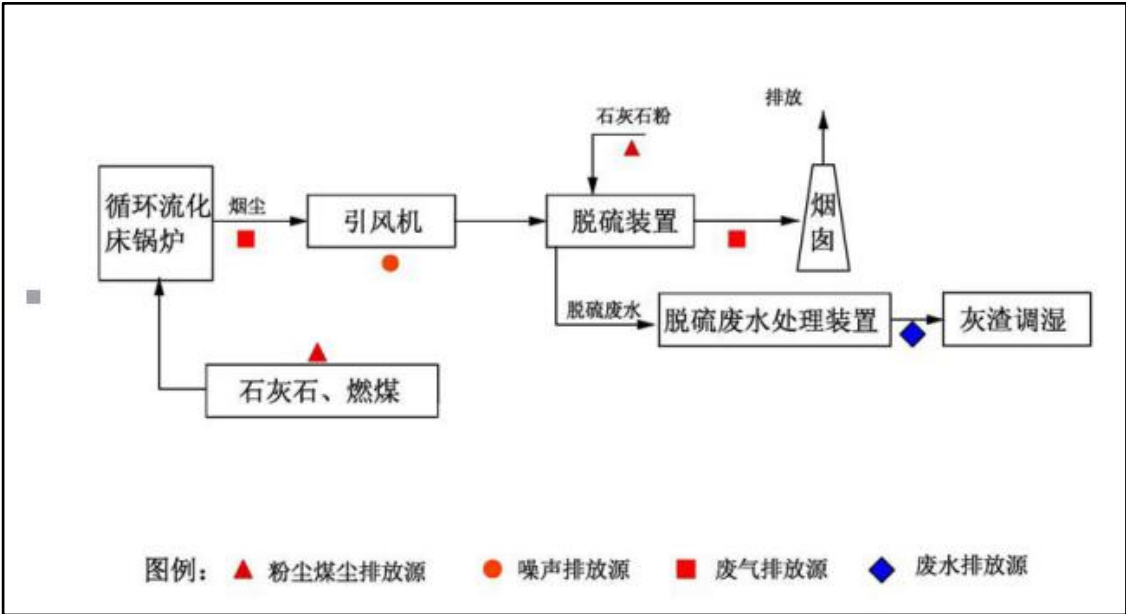 排放
石灰石粉
循环流化
床锅炉
烟尘
引风机
脱硫装置
烟
囱
脱硫废水
脱硫废水处理装置
灰渣调湿
石灰石、燃煤
图例：
粉尘煤尘排放源
噪声排放源
废气排放源
废水排放源